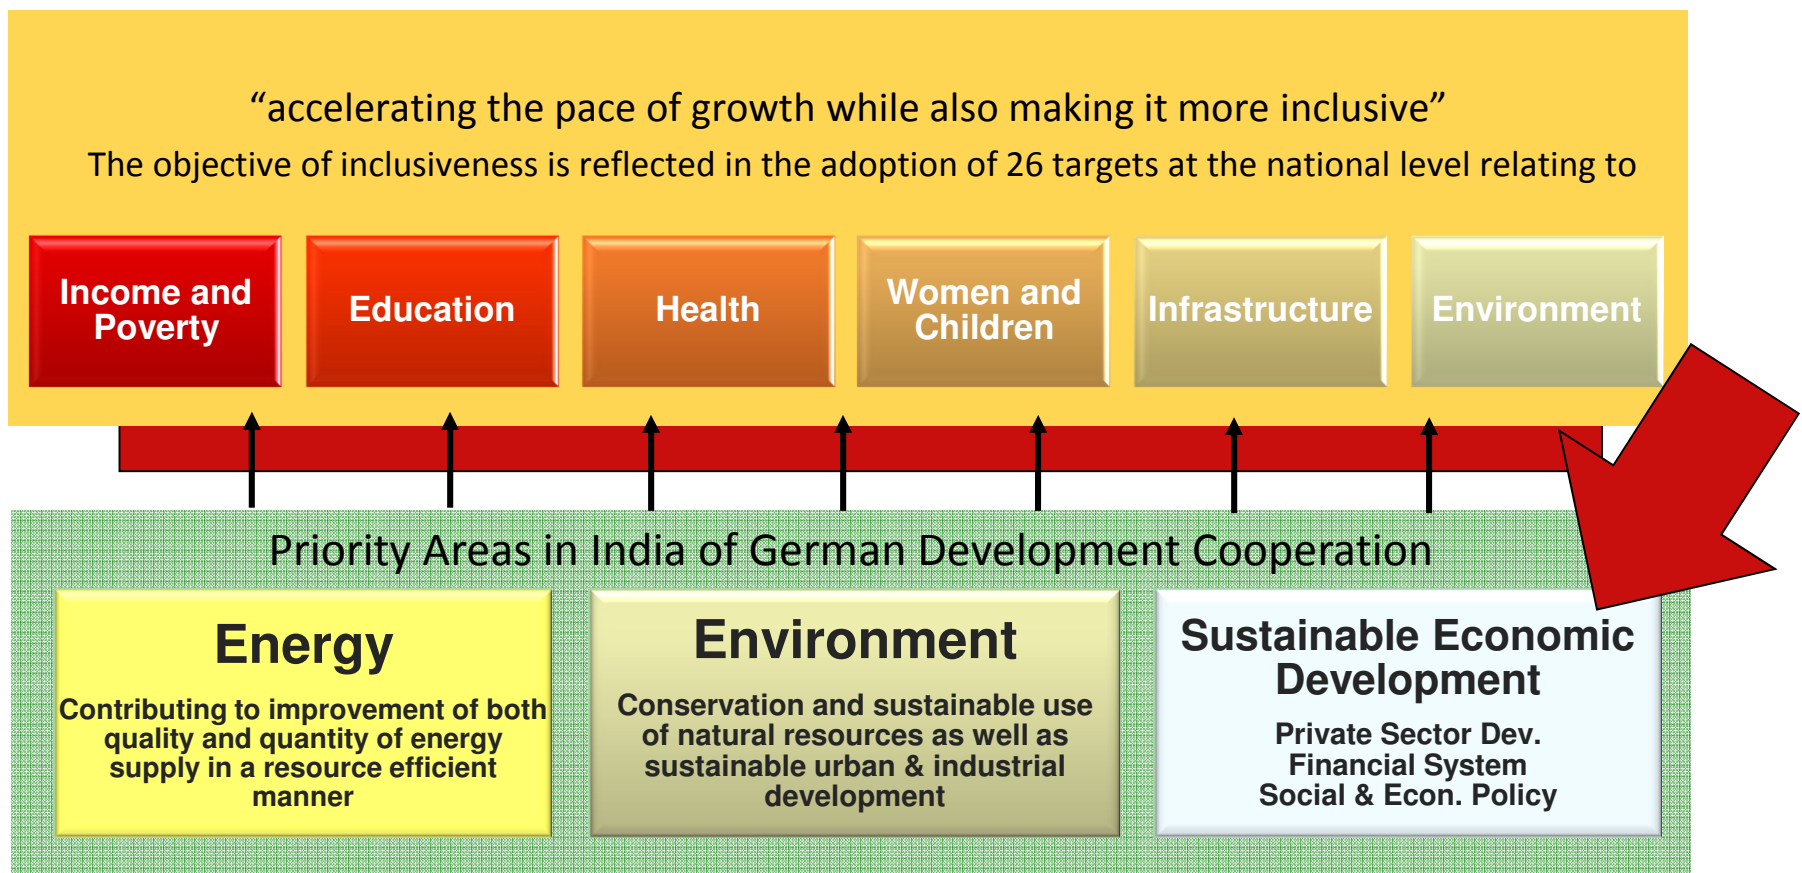 “accelerating the pace of growth while also making it more inclusive”
The objective of inclusiveness is reflected in the adoption of 26 targets at the national level relating to
Income and
Poverty
Education
Health
Women and
Children
Infrastructure
Environment
Priority Areas in India of German Development Cooperation
Energy
Contributing to improvement of both
quality and quantity of energy
supply in a resource efficient
manner
Environment
Conservation and sustainable use
of natural resources as well as
sustainable urban & industrial
development
Sustainable Economic
Development
Private Sector Dev.
Financial System
Social & Econ. Policy